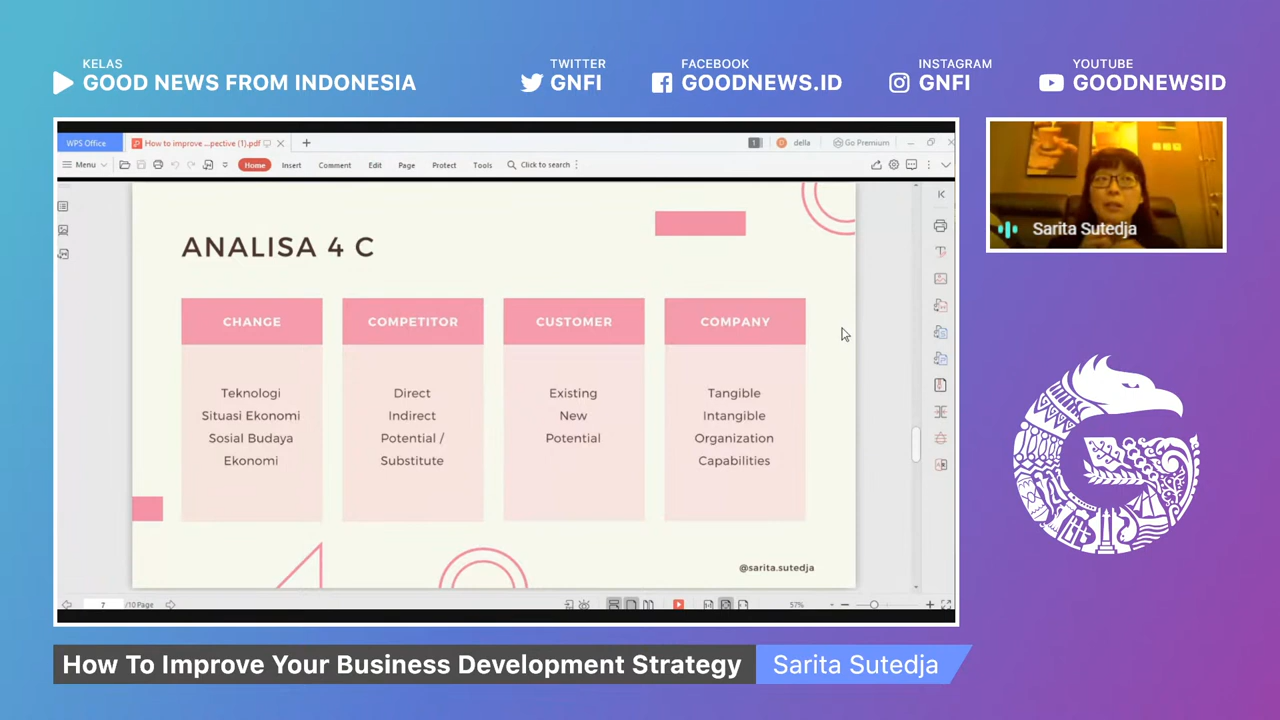 KELAS
GOOD NEWS FROM INDONESIA
TWITTER
GNFI
FACEBOOK
GOODNEWS.ID
INSTAGRAM
GNFI
YOUTUBE
GOODNEWSID
WPS Office
How to improve ...pective (1).pdf
1
della
Go Premium
Menu
Home
Insert
Comment
Edit
Page
Protect
Tools
Click to search
ANALISA 4 C
CHANGE
Teknologi
Situasi Ekonomi
Sosial Budaya
Ekonomi
COMPETITOR
Direct
Indirect
Potential /
Substitute
CUSTOMER
Existing
New
Potential
COMPANY
Tangible
Intangible
Organization
Capabilities
@sarita.sutedja
7 /10 Page
57%
Sarita Sutedja
How To Improve Your Business Development Strategy
Sarita Sutedja